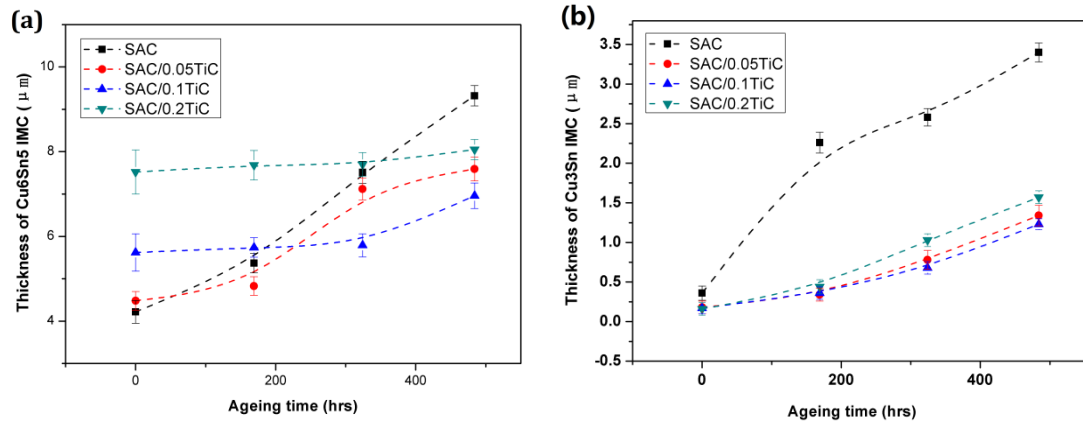 (a)
SAC
SAC/0.05TiC
SAC/0.1TiC
SAC/0.2TiC
Thickness of Cu6Sn5 IMC (μm)
10
8
6
4
0
200
400
Ageing time (hrs)
(b)
SAC
SAC/0.05TiC
SAC/0.1TiC
SAC/0.2TiC
Thickness of Cu3Sn IMC (μm)
3.5
3.0
2.5
2.0
1.5
1.0
0.5
0.0
-0.5
0
200
400
Ageing time (hrs)